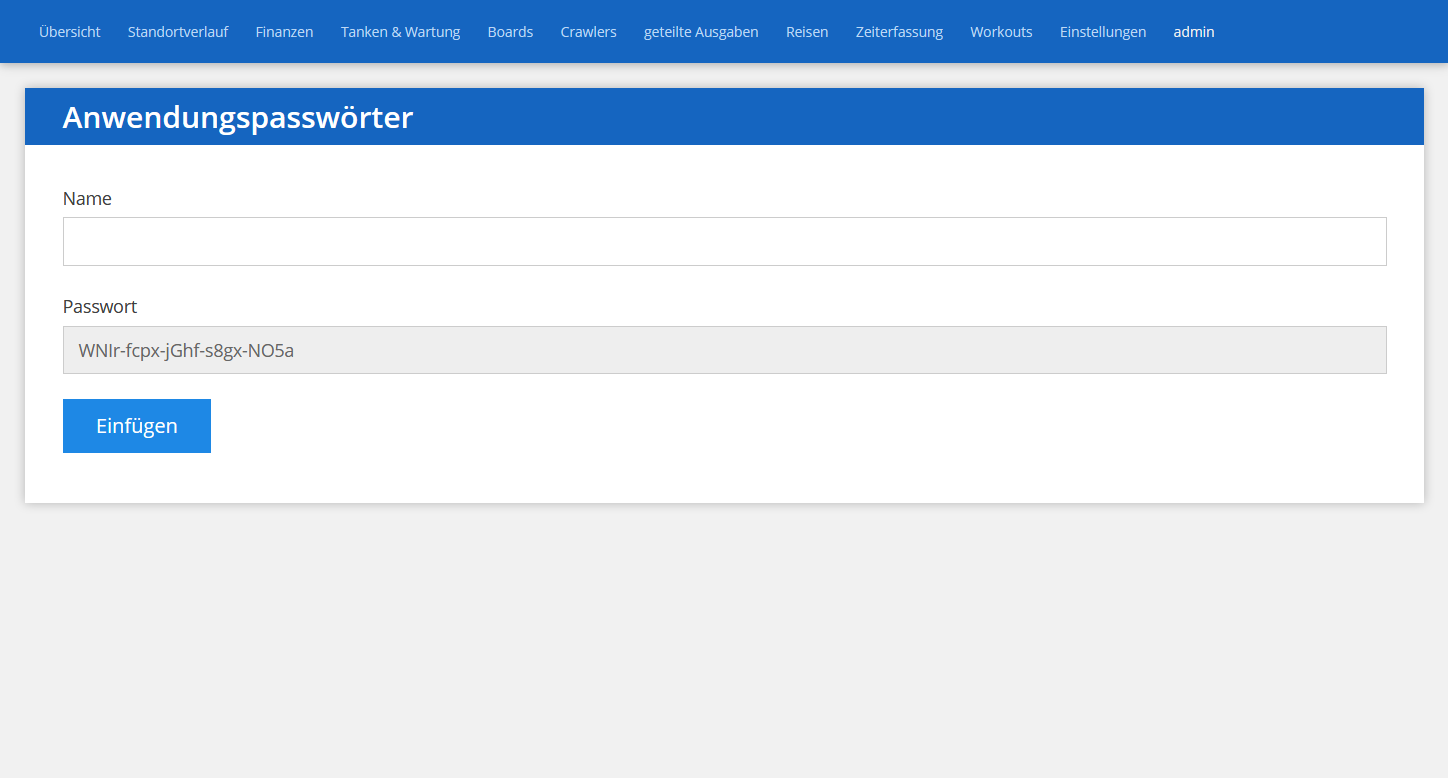 Übersicht Standortverlauf Finanzen Tanken & Wartung Boards Crawlers geteilte Ausgaben Reisen Zeiterfassung Workouts Einstellungen admin
Anwendungspasswörter
Name
Passwort
WNIr-fcpx-jGhf-s8gx-NO5a
Einfügen